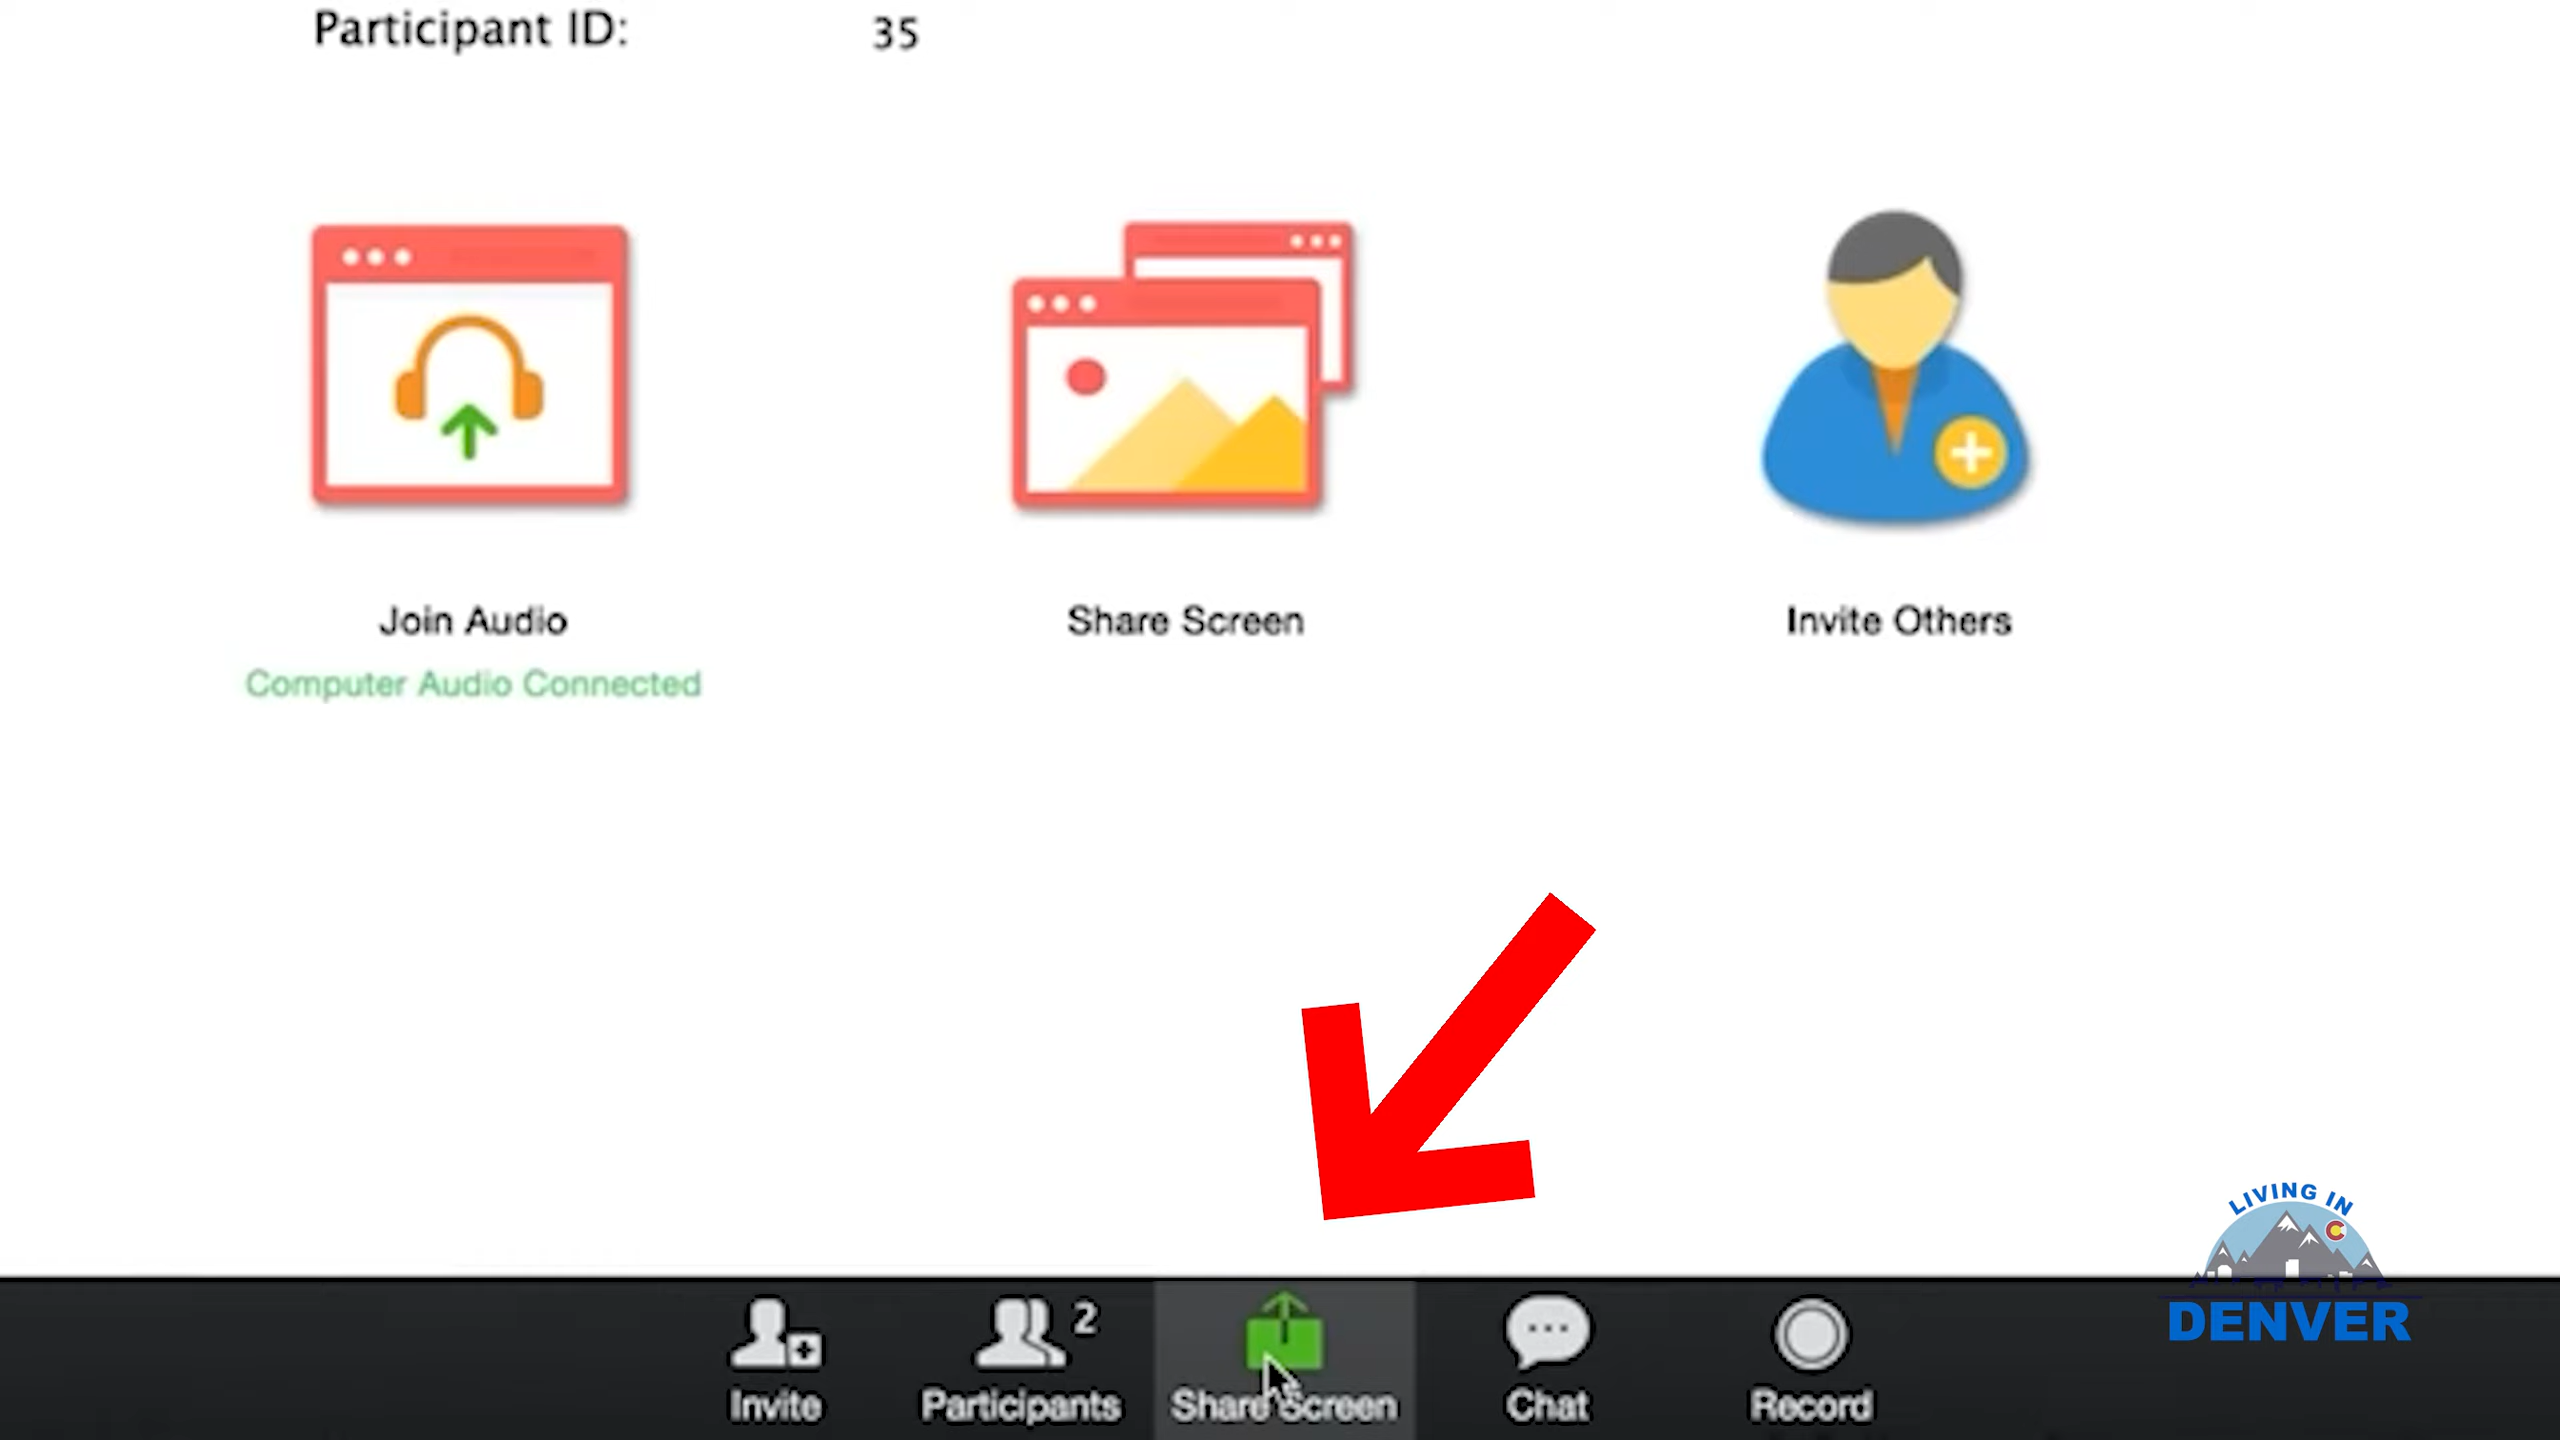 Participant ID: 35
Join Audio
Share Screen
Invite Others
Computer Audio Connected
LIVING IN
C
DENVER
2
Invite
Participants
Share Screen
Chat
Record